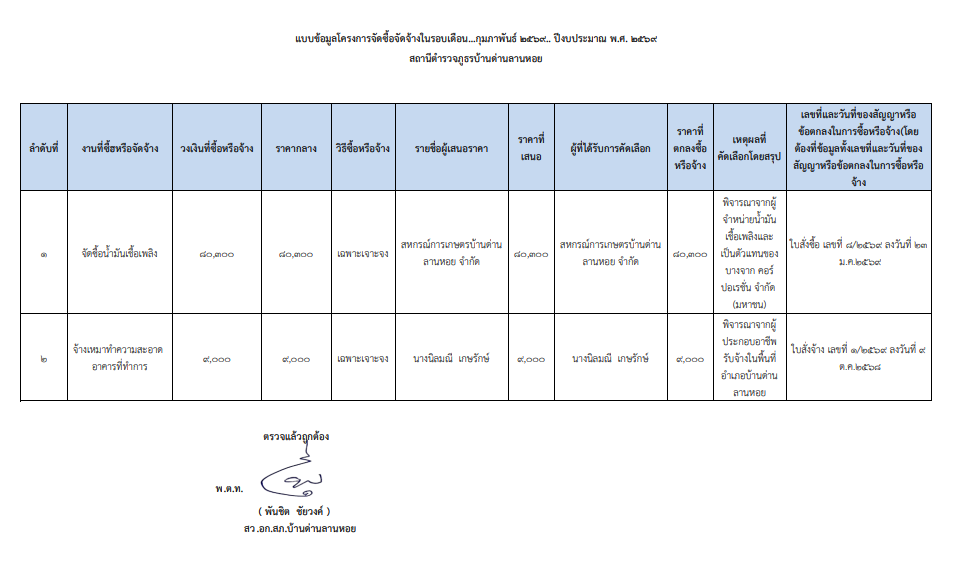 แบบข้อมูลโครงการจัดซื้อจัดจ้างในรอบเดือน...กุมภาพันธ์ ๒๕๖๙.. ปีงบประมาณ พ.ศ. ๒๕๖๙
สถานีตำรวจภูธรบ้านด่านลานหอย
ลำดับที่
งานที่ซื้อหรือจัดจ้าง
วงเงินที่ซื้อหรือจ้าง
ราคากลาง
วิธีซื้อหรือจ้าง
รายชื่อผู้เสนอราคา
ราคาที่
เสนอ
ผู้ที่ได้รับการคัดเลือก
ราคาที่
ตกลงซื้อ
หรือจ้าง
เหตุผลที่
คัดเลือกโดยสรุป
เลขที่และวันที่ของสัญญาหรือ
ข้อตกลงในการซื้อหรือจ้าง(โดย
ต้องที่ข้อมูลทั้งเลขที่และวันที่ของ
สัญญาหรือข้อตกลงในการซื้อหรือ
จ้าง
๑
จัดซื้อน้ำมันเชื้อเพลิง
๘๐,๓๐๐
๘๐,๓๐๐
เฉพาะเจาะจง
สหกรณ์การเกษตรบ้านด่าน
ลานหอย จำกัด
๘๐,๓๐๐
สหกรณ์การเกษตรบ้านด่าน
ลานหอย จำกัด
๘๐,๓๐๐
พิจารณาจากผู้
จำหน่ายน้ำมัน
เชื้อเพลิงและ
เป็นตัวแทนของ
บางจาก คอร์
ปอเรชั่น จำกัด
(มหาชน)
ใบสั่งซื้อ เลขที่ ๘/๒๕๖๙ ลงวันที่ ๒๓
ม.ค.๒๕๖๙
๒
จ้างเหมาทำความสะอาด
อาคารที่ทำการ
๙,๐๐๐
๙,๐๐๐
เฉพาะเจาะจง
นางนิลมณี เกษรักษ์
๙,๐๐๐
นางนิลมณี เกษรักษ์
๙,๐๐๐
พิจารณาจากผู้
ประกอบอาชีพ
รับจ้างในพื้นที่
อำเภอบ้านด่าน
ลานหอย
ใบสั่งจ้าง เลขที่ ๑/๒๕๖๙ ลงวันที่ ๙
ต.ค.๒๕๖๘
ตรวจแล้วถูกต้อง
พ.ต.ท.
( พันชิต ชัยวงค์ )
สว.อก.สภ.บ้านด่านลานหอย